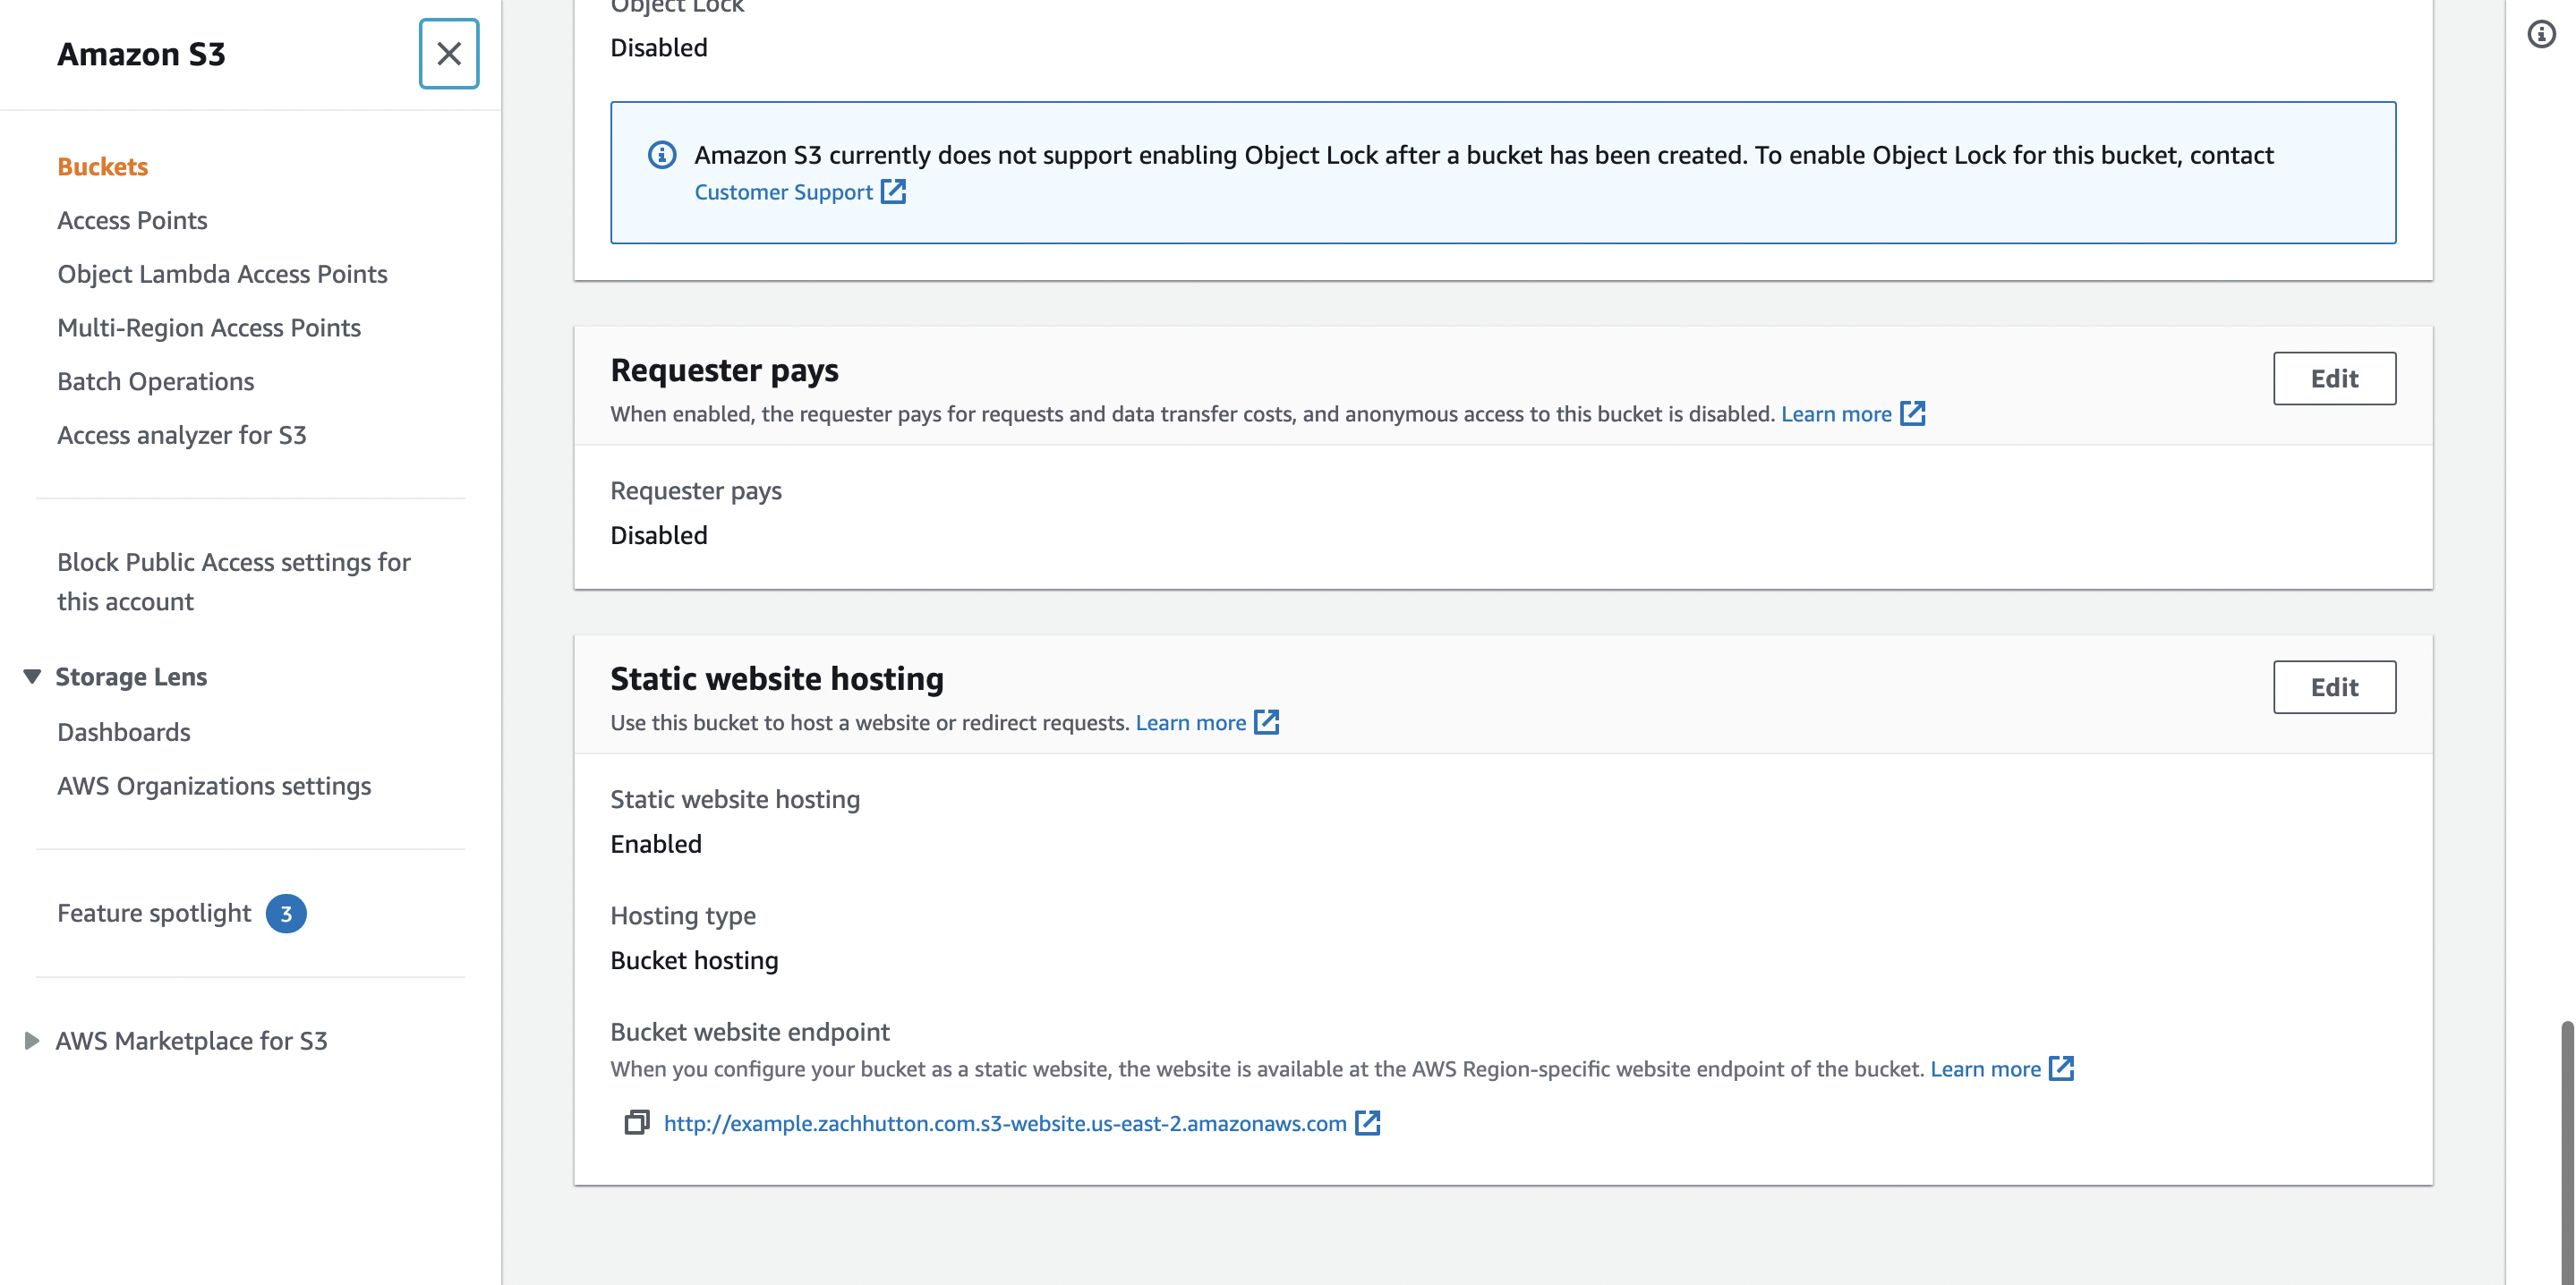 Amazon S3
Buckets
Access Points
Object Lambda Access Points
Multi-Region Access Points
Batch Operations
Access analyzer for S3
Block Public Access settings for
this account
Storage Lens
Dashboards
AWS Organizations settings
Feature spotlight 3
AWS Marketplace for S3
Object Lock
Disabled
Amazon S3 currently does not support enabling Object Lock after a bucket has been created. To enable Object Lock for this bucket, contact
Customer Support
Requester pays
Edit
When enabled, the requester pays for requests and data transfer costs, and anonymous access to this bucket is disabled. Learn more
Requester pays
Disabled
Static website hosting
Edit
Use this bucket to host a website or redirect requests. Learn more
Static website hosting
Enabled
Hosting type
Bucket hosting
Bucket website endpoint
When you configure your bucket as a static website, the website is available at the AWS Region-specific website endpoint of the bucket. Learn more
http://example.zachhutton.com.s3-website.us-east-2.amazonaws.com